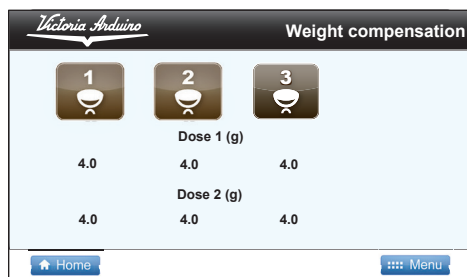 Victoria Arduino
Weight compensation
1 2 3
Dose 1 (g)
4.0 4.0 4.0
Dose 2 (g)
4.0 4.0 4.0
Home Menu